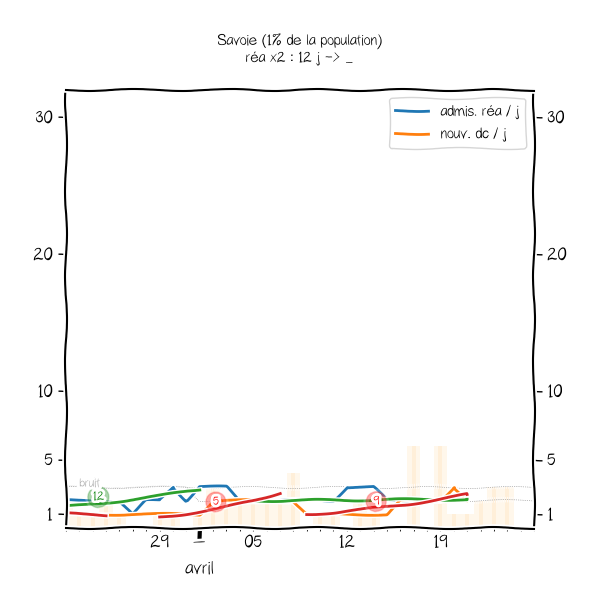 Savoie (1% de la population)
réa x2 : 12 j -> _
admis. réa / j
nouv. dc / j
30
30
20
20
10
10
5
5
bruit
12
5
9
1
1
29
05
12
19
avril